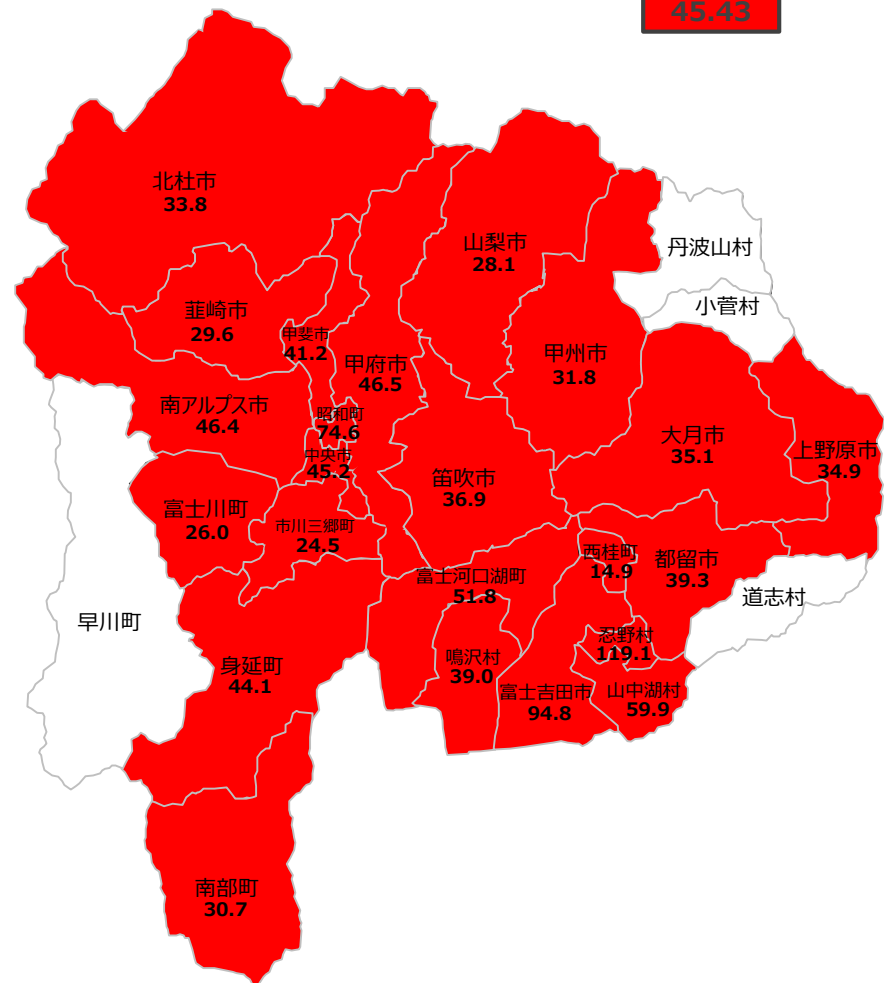 45.43
北杜市
33.8
山梨市
28.1
丹波山村
小菅村
韮崎市
29.6
甲斐市
41.2
甲府市
46.5
甲州市
31.8
南アルプス市
46.4
昭和町
74.6
中央市
45.2
大月市
35.1
上野原市
34.9
笛吹市
36.9
富士川町
26.0
市川三郷町
24.5
西桂町
14.9
都留市
39.3
富士河口湖町
51.8
道志村
早川町
忍野村
119.1
身延町
44.1
鳴沢村
39.0
富士吉田市
94.8
山中湖村
59.9
南部町
30.7